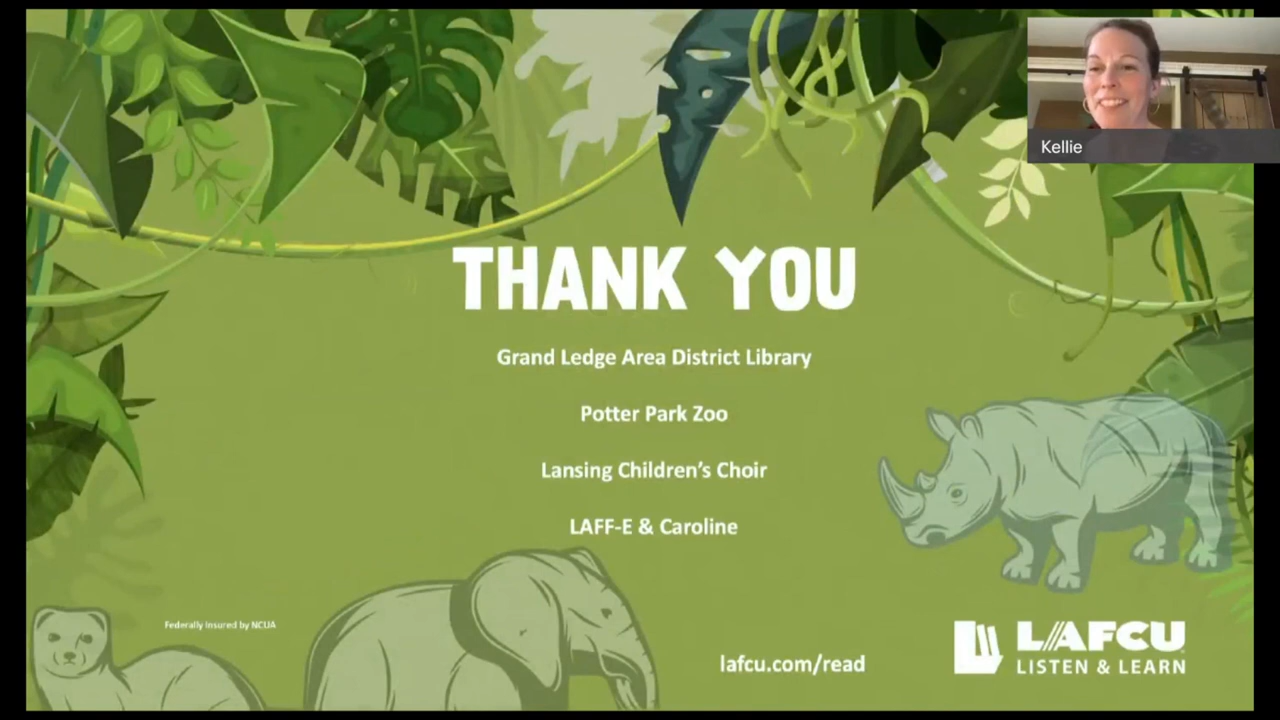 Kellie
THANK YOU
Grand Ledge Area District Library
Potter Park Zoo
Lansing Children's Choir
LAFF-E & Caroline
Federally Insured by NCUA
lafcu.com/read
LAFCU
LISTEN & LEARN